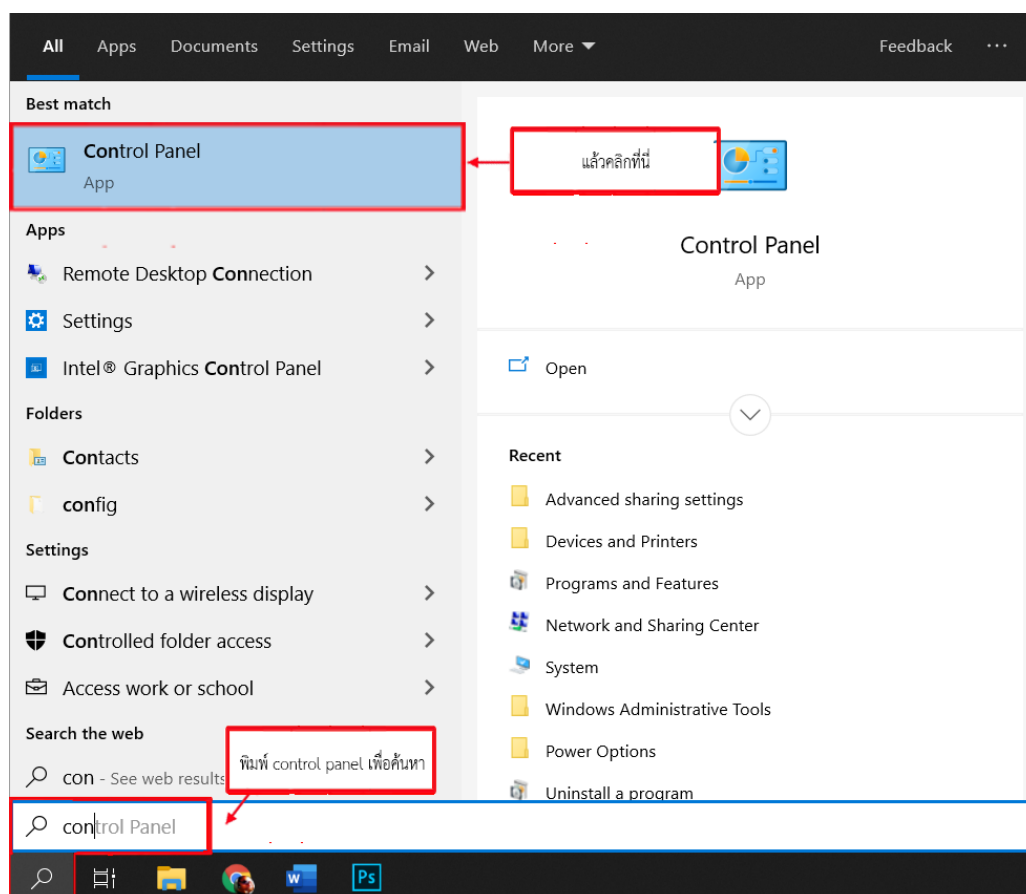 All Apps Documents Settings Email Web More Feedback ...
Best match
Control Panel
App
แล้วคลิกที่นี่
Control Panel
App
Apps
Remote Desktop Connection
Settings
Intel® Graphics Control Panel
Open
Folders
Contacts
config
Recent
Advanced sharing settings
Devices and Printers
Programs and Features
Network and Sharing Center
System
Windows Administrative Tools
Power Options
Uninstall a program
Settings
Connect to a wireless display
Controlled folder access
Access work or school
Search the web
con - See web results
พิมพ์ control panel เพื่อค้นหา
control Panel
W
Ps